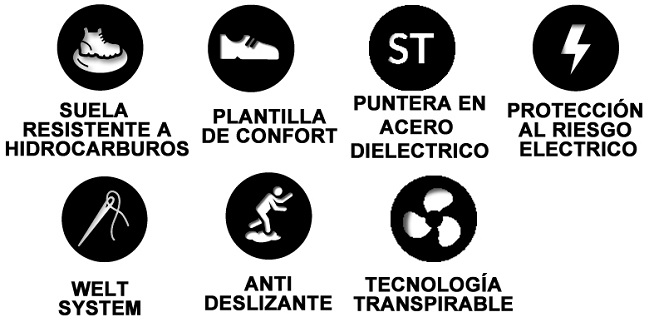 SUELA
RESISTENTE A
HIDROCARBUROS
PLANTILLA
DE CONFORT
ST
PUNTERA EN
ACERO
DIELECTRICO
PROTECCIÓN
AL RIESGO
ELECTRICO
WELT
SYSTEM
ANTI
DESLIZANTE
TECNOLOGÍA
TRANSPIRABLE